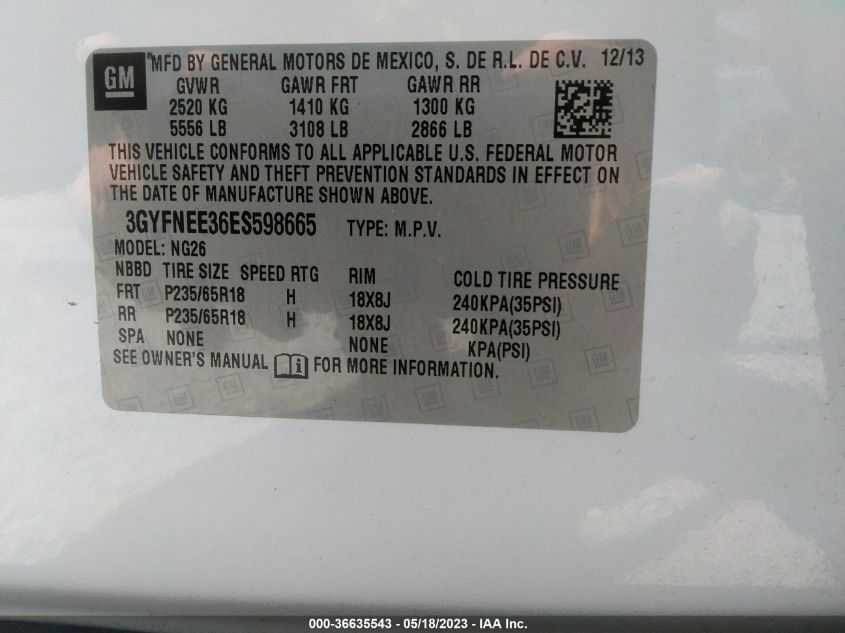 GM
MFD BY GENERAL MOTORS DE MEXICO, S. DE R.L. DE C.V. 12/13
GVWR GAWR FRT GAWR RR
2520 KG 1410 KG 1300 KG
5556 LB 3108 LB 2866 LB
THIS VEHICLE CONFORMS TO ALL APPLICABLE U.S. FEDERAL MOTOR
VEHICLE SAFETY AND THEFT PREVENTION STANDARDS IN EFFECT ON
THE DATE OF MANUFACTURE SHOWN ABOVE.
3GYFNEE36ES598665 TYPE: M.P.V.
MODEL: NG26
NBBD TIRE SIZE SPEED RTG RIM COLD TIRE PRESSURE
FRT P235/65R18 H 18X8J 240KPA(35PSI)
RR P235/65R18 H 18X8J 240KPA(35PSI)
SPA NONE NONE KPA(PSI)
SEE OWNER'S MANUAL FOR MORE INFORMATION.
000-36635543 - 05/18/2023 - IAA Inc.